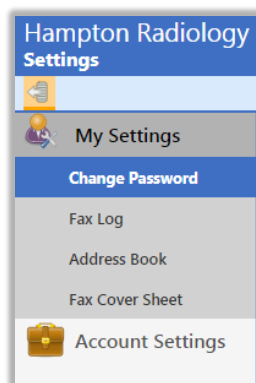 Hampton Radiology
Settings
My Settings
Change Password
Fax Log
Address Book
Fax Cover Sheet
Account Settings